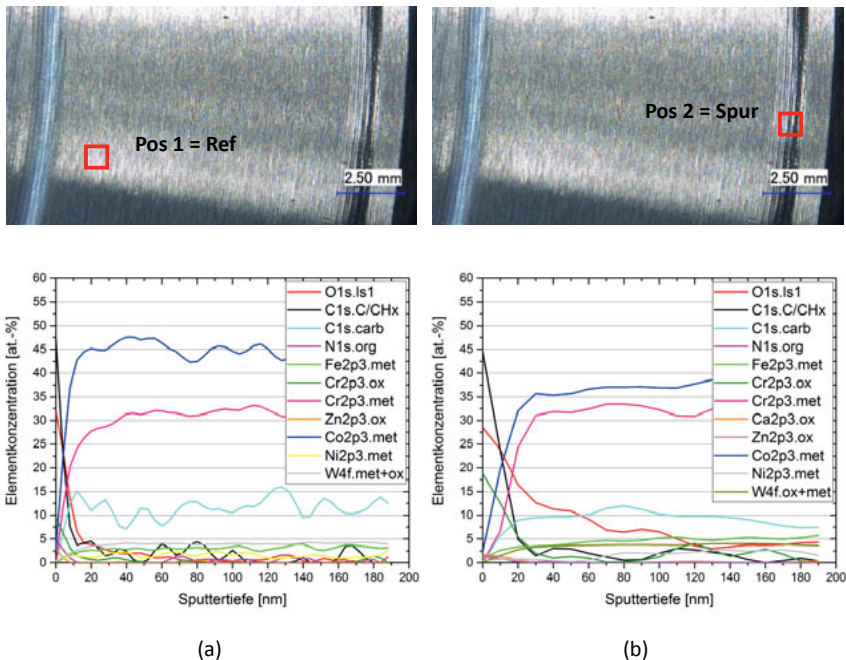 Pos 1 = Ref
2.50 mm
Pos 2 = Spur
2.50 mm
Elementkonzentration [at.-%]
60
55
50
45
40
35
30
25
20
15
10
5
0
O1s.ls1
C1s.C/CHx
C1s.carb
N1s.org
Fe2p3.met
Cr2p3.ox
Cr2p3.met
Zn2p3.ox
Co2p3.met
Ni2p3.met
W4f.met+ox
0 20 40 60 80 100 120 140 160 180 200
Sputtertiefe [nm]
(a)
Elementkonzentration [at.-%]
60
55
50
45
40
35
30
25
20
15
10
5
0
O1s.ls1
C1s.C/CHx
C1s.carb
N1s.org
Fe2p3.met
Cr2p3.ox
Cr2p3.met
Ca2p3.ox
Zn2p3.ox
Co2p3.met
Ni2p3.met
W4f.ox+met
0 20 40 60 80 100 120 140 160 180 200
Sputtertiefe [nm]
(b)